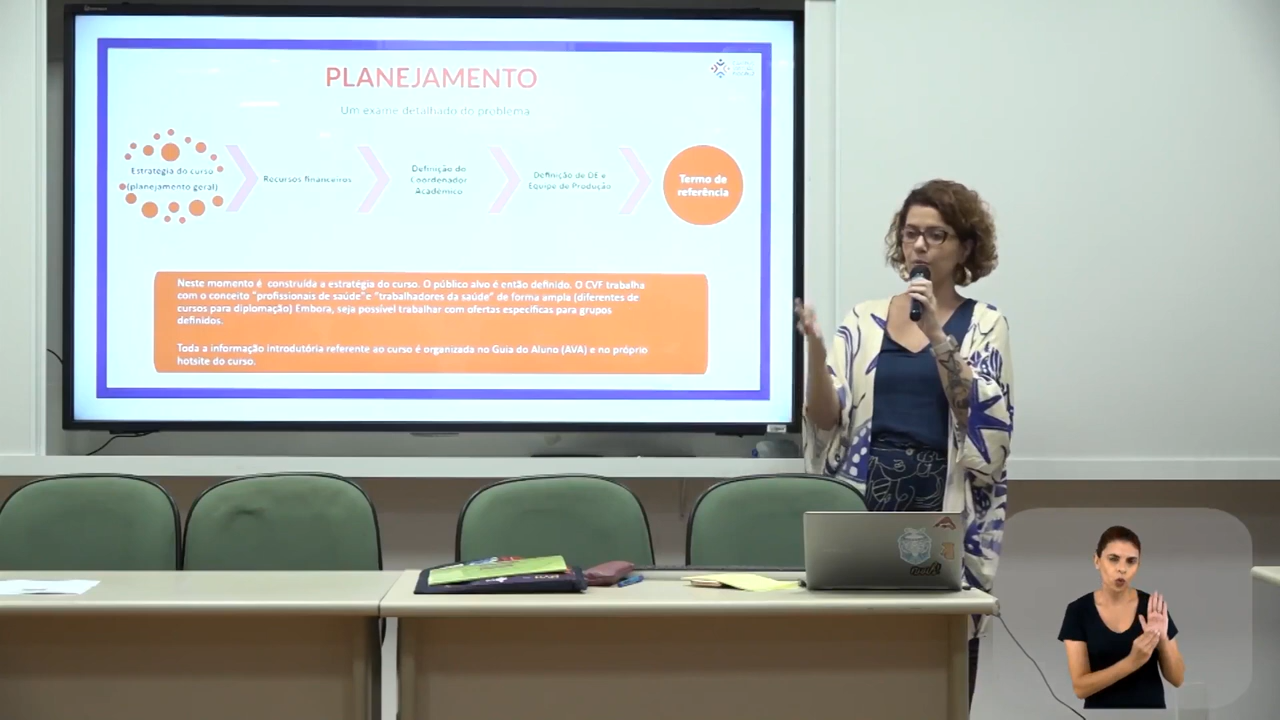 PLANEJAMENTO
Um exame detalhado do problema
Estratégia do curso
(planejamento geral)
Recursos financeiros
Definição do
Coordenador
Acadêmico
Definição de DE e
Equipe de Produção
Termo de
referência
Neste momento é construída a estratégia do curso. O público alvo é então definido. O CVF trabalha
com o conceito "profissionais de saúde" e "trabalhadores da saúde" de forma ampla (diferentes de
cursos para diplomação) Embora, seja possível trabalhar com ofertas específicas para grupos
definidos.
Toda a informação introdutória referente ao curso é organizada no Guia do Aluno (AVA) e no próprio
hotsite do curso.